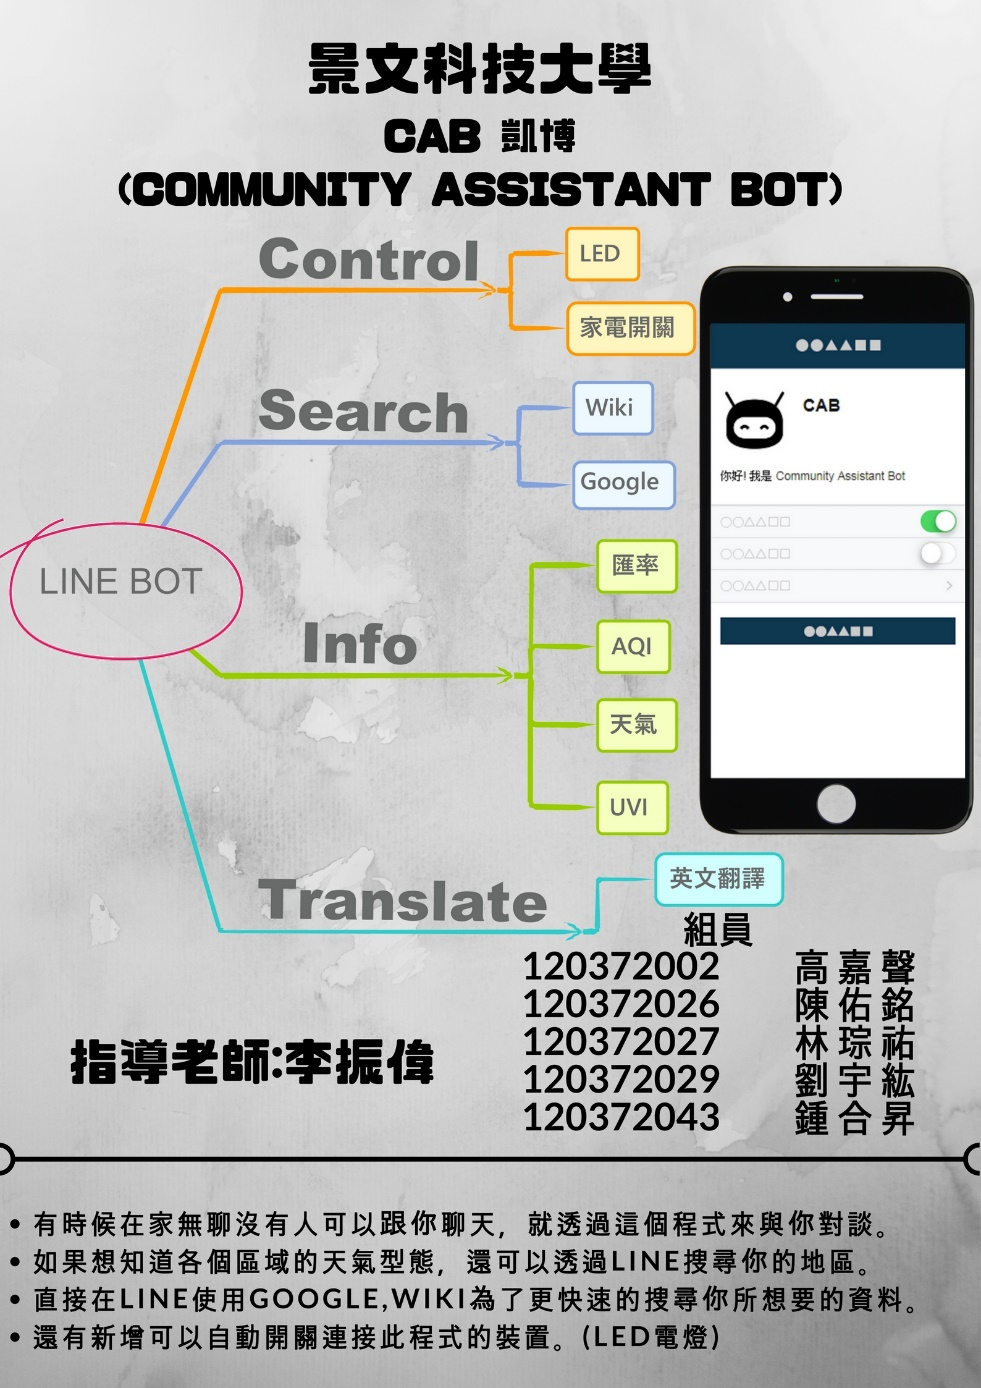 景文科技大學
CAB 凱博
(COMMUNITY ASSISTANT BOT)
Control
LED
家電開關
Search
Wiki
Google
LINE BOT
Info
匯率
AQI
天氣
UVI
Translate
英文翻譯
CAB
你好! 我是 Community Assistant Bot
組員
120372002 高嘉聲
120372026 陳佑銘
120372027 林琮祐
120372029 劉宇紘
120372043 鍾合昇
指導老師:李振偉
有時候在家無聊沒有人可以跟你聊天，就透過這個程式來與你對談。
如果想知道各個區域的天氣型態，還可以透過LINE搜尋你的地區。
直接在LINE使用GOOGLE,WIKI為了更快速的搜尋你所想要的資料。
還有新增可以自動開關連接此程式的裝置。(LED電燈)